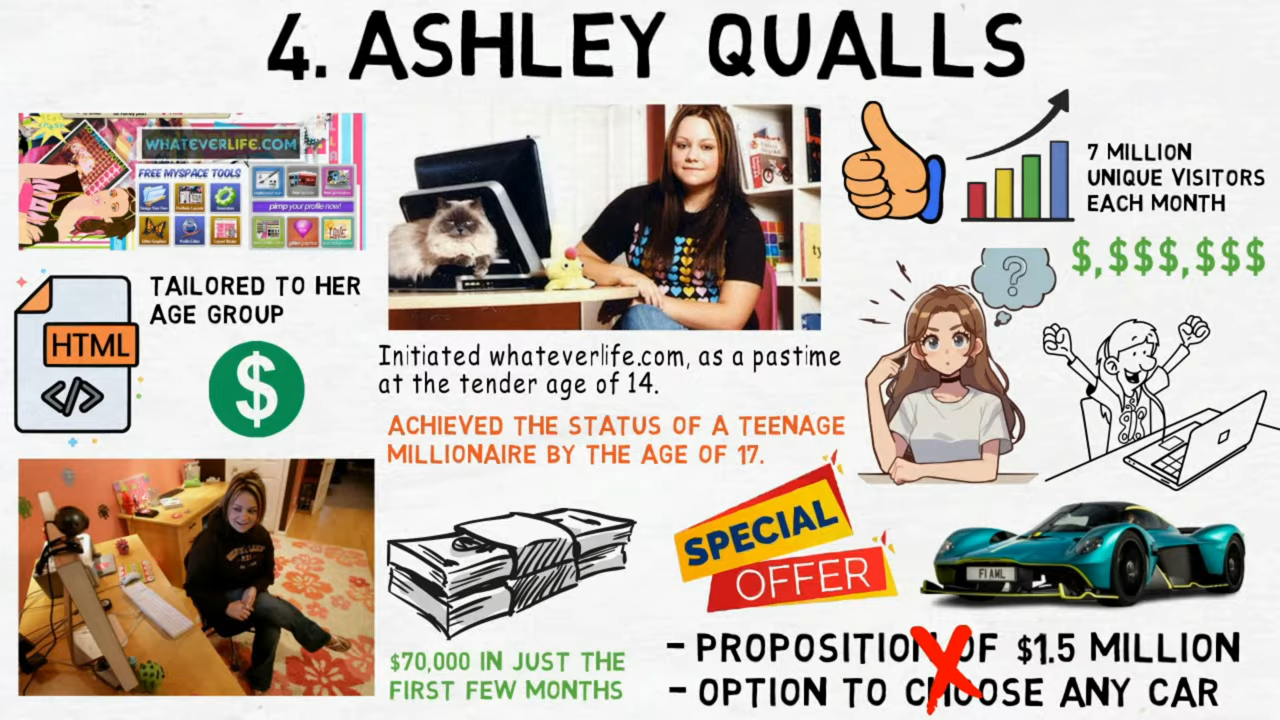 4. ASHLEY QUALLS
WHATEVERLIFE.COM
FREE MYSPACE TOOLS
pimp your profile now!
TAILORED TO HER
AGE GROUP
HTML
</>
$
Initiated whateverlife.com, as a pastime
at the tender age of 14.
ACHIEVED THE STATUS OF A TEENAGE
MILLIONAIRE BY THE AGE OF 17.
$70,000 IN JUST THE
FIRST FEW MONTHS
7 MILLION
UNIQUE VISITORS
EACH MONTH
$,$$$,$$$
?
SPECIAL
OFFER
F1 AML
- PROPOSITION OF $1.5 MILLION
- OPTION TO CHOOSE ANY CAR